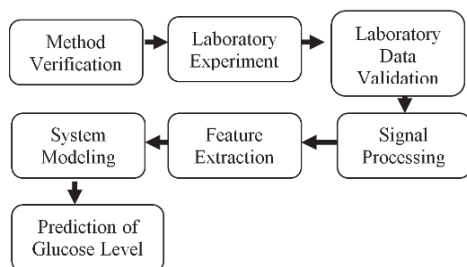 Method
Verification
Laboratory
Experiment
Laboratory
Data
Validation
Signal
Processing
Feature
Extraction
System
Modeling
Prediction of
Glucose Level